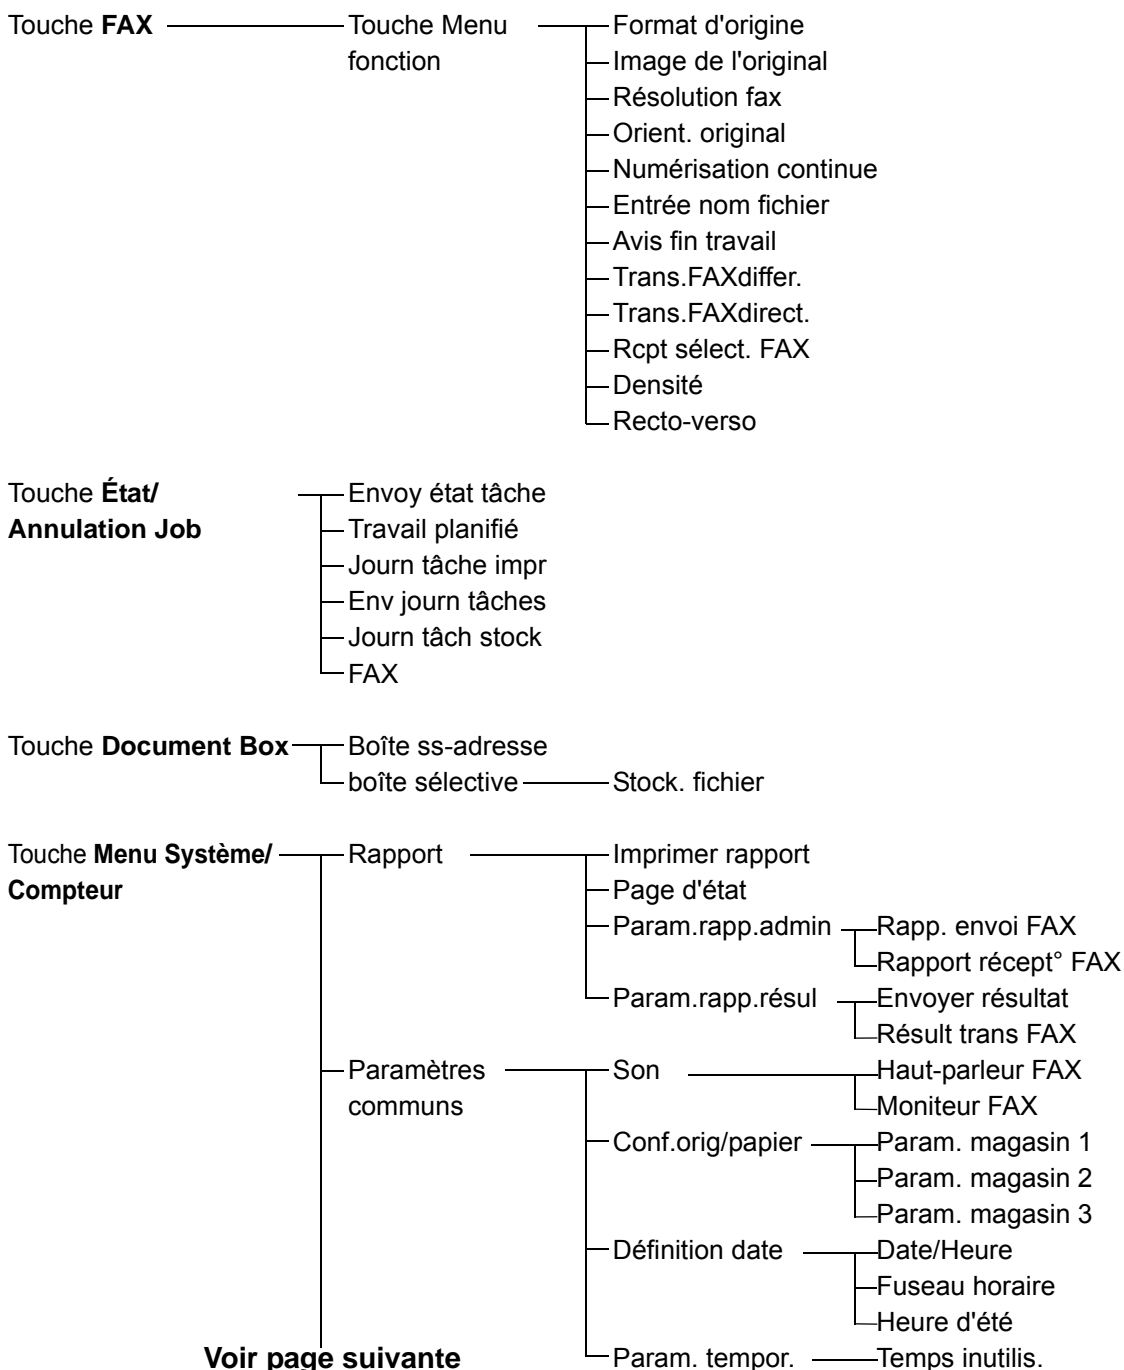 Touche FAX
Touche Menu
fonction
Format d'origine
Image de l'original
Résolution fax
Orient. original
Numérisation continue
Entrée nom fichier
Avis fin travail
Trans.FAXdiffer.
Trans.FAXdirect.
Rcpt sélect. FAX
Densité
Recto-verso
Touche État/
Annulation Job
Envoy état tâche
Travail planifié
Journ tâche impr
Env journ tâches
Journ tâch stock
FAX
Touche Document Box
Boîte ss-adresse
boîte sélective
Stock. fichier
Touche Menu Système/
Compteur
Rapport
Imprimer rapport
Page d'état
Param.rapp.admin
Rapp. envoi FAX
Rapport récept° FAX
Param.rapp.résul
Envoyer résultat
Résult trans FAX
Paramètres
communs
Son
Haut-parleur FAX
Moniteur FAX
Conf.orig/papier
Param. magasin 1
Param. magasin 2
Param. magasin 3
Définition date
Date/Heure
Fuseau horaire
Heure d'été
Param. tempor.
Temps inutilis.
Voir page suivante